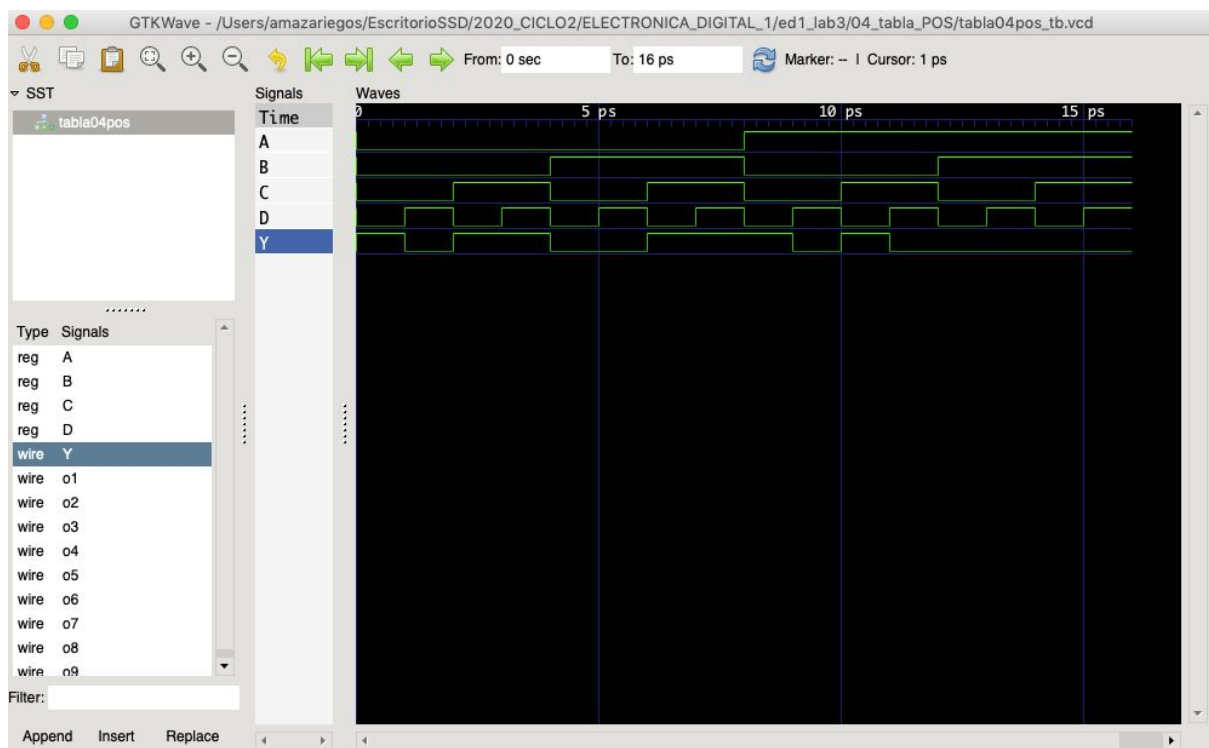 GTKWave - /Users/amazariegos/EscritorioSSD/2020_CICLO2/ELECTRONICA_DIGITAL_1/ed1_lab3/04_tabla_POS/tabla04pos_tb.vcd
From: 0 sec To: 16 ps Marker: -- | Cursor: 1 ps
SST
tabla04pos
Type Signals
reg A
reg B
reg C
reg D
wire Y
wire o1
wire o2
wire o3
wire o4
wire o5
wire o6
wire o7
wire o8
wire o9
Filter:
Append Insert Replace
Signals
Time
A
B
C
D
Y
Waves
0 5 ps 10 ps 15 ps